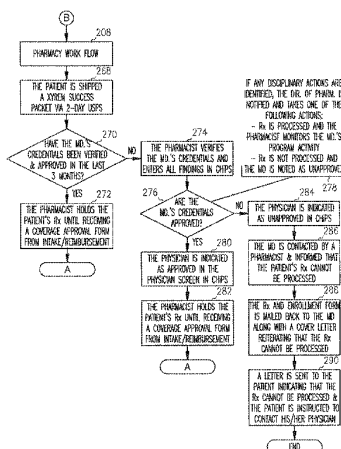 B
208
PHARMACY WORK FLOW
268
THE PATIENT IS SHIPPED
A XYREM SUCCESS
PACKET VIA 2-DAY USPS
270
HAVE THE MD.'S
CREDENTIALS BEEN VERIFIED
& APPROVED IN THE LAST
3 MONTHS?
NO
YES
272
THE PHARMACIST HOLDS THE
PATIENT'S Rx UNTIL RECEIVING
A COVERAGE APPROVAL FORM
FROM INTAKE/REIMBURSEMENT
A
274
THE PHARMACIST VERIFIES
THE MD.'S CREDENTIALS AND
ENTERS ALL FINDINGS IN CHIPS
276
ARE THE
MD.'S CREDENTIALS
APPROVED?
NO
YES
280
THE PHYSICIAN IS INDICATED
AS APPROVED IN THE
PHYSICIAN SCREEN IN CHIPS
282
THE PHARMACIST HOLDS THE
PATIENT'S Rx UNTIL RECEIVING
A COVERAGE APPROVAL FORM
FROM INTAKE/REIMBURSEMENT
A
IF ANY DISCIPLINARY ACTIONS ARE
IDENTIFIED, THE DIR. OF PHARM. IS
NOTIFIED AND TAKES ONE OF THE
FOLLOWING ACTIONS:
- Rx IS PROCESSED AND THE
PHARMACIST MONITORS THE MD.'S
PROGRAM ACTIVITY
- Rx IS NOT PROCESSED AND
THE MD IS NOTED AS UNAPPROVED
278
284
THE PHYSICIAN IS INDICATED
AS UNAPPROVED IN CHIPS
286
THE MD IS CONTACTED BY A
PHARMACIST & INFORMED THAT
THE PATIENT'S Rx CANNOT
BE PROCESSED
288
THE Rx AND ENROLLMENT FORM
IS MAILED BACK TO THE MD
ALONG WITH A COVER LETTER
REITERATING THAT THE Rx
CANNOT BE PROCESSED
290
A LETTER IS SENT TO THE
PATIENT INDICATING THAT THE
Rx CANNOT BE PROCESSED &
THE PATIENT IS INSTRUCTED TO
CONTACT HIS/HER PHYSICIAN
END